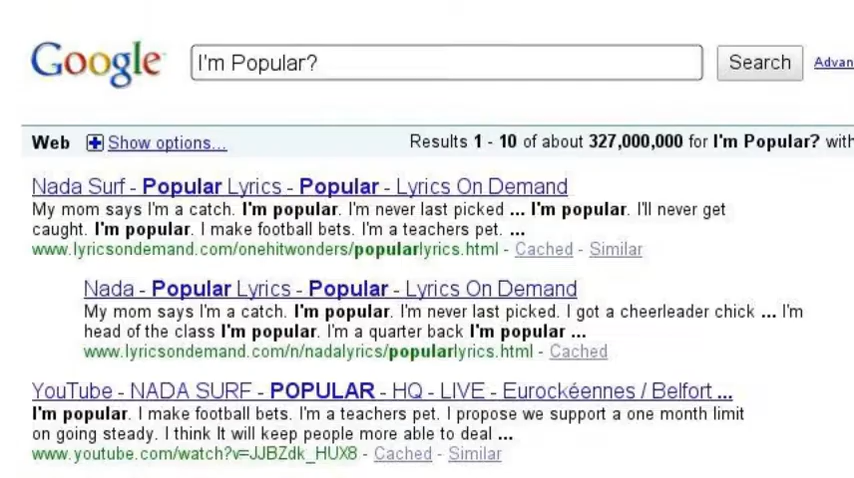 Google I'm Popular? Search Advan
Web Show options... Results 1 - 10 of about 327,000,000 for I'm Popular? with
Nada Surf - Popular Lyrics - Popular - Lyrics On Demand
My mom says I'm a catch. I'm popular. I'm never last picked ... I'm popular. I'll never get
caught. I'm popular. I make football bets. I'm a teachers pet. ...
www.lyricsondemand.com/onehitwonders/popularlyrics.html - Cached - Similar
Nada - Popular Lyrics - Popular - Lyrics On Demand
My mom says I'm a catch. I'm popular. I'm never last picked. I got a cheerleader chick ... I'm
head of the class I'm popular. I'm a quarter back I'm popular ...
www.lyricsondemand.com/n/nadalyrics/popularlyrics.html - Cached
YouTube - NADA SURF - POPULAR - HQ - LIVE - Eurockéennes / Belfort ...
I'm popular. I make football bets. I'm a teachers pet. I propose we support a one month limit
on going steady. I think It will keep people more able to deal ...
www.youtube.com/watch?v=JJBZdk_HUX8 - Cached - Similar